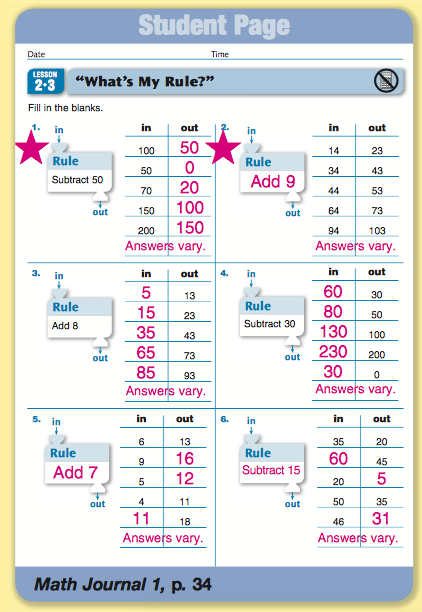 Student Page
Date Time
LESSON
2·3
"What's My Rule?"
Fill in the blanks.
1.
in
Rule
Subtract 50
out
in out
100 50
50 0
70 20
150 100
200 150
Answers vary.
2.
in
Rule
Add 9
out
in out
14 23
34 43
44 53
64 73
94 103
Answers vary.
3.
in
Rule
Add 8
out
in out
5 13
15 23
35 43
65 73
85 93
Answers vary.
4.
in
Rule
Subtract 30
out
in out
60 30
80 50
130 100
230 200
30 0
Answers vary.
5.
in
Rule
Add 7
out
in out
6 13
9 16
5 12
4 11
11 18
Answers vary.
6.
in
Rule
Subtract 15
out
in out
35 20
60 45
20 5
50 35
46 31
Answers vary.
Math Journal 1, p. 34